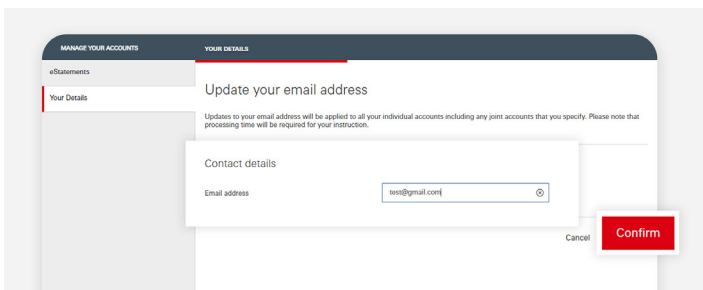 MANAGE YOUR ACCOUNTS
YOUR DETAILS
eStatements
Your Details
Update your email address
Updates to your email address will be applied to all your individual accounts including any joint accounts that you specify. Please note that
processing time will be required for your instruction.
Contact details
Email address
test@gmail.com
Cancel
Confirm